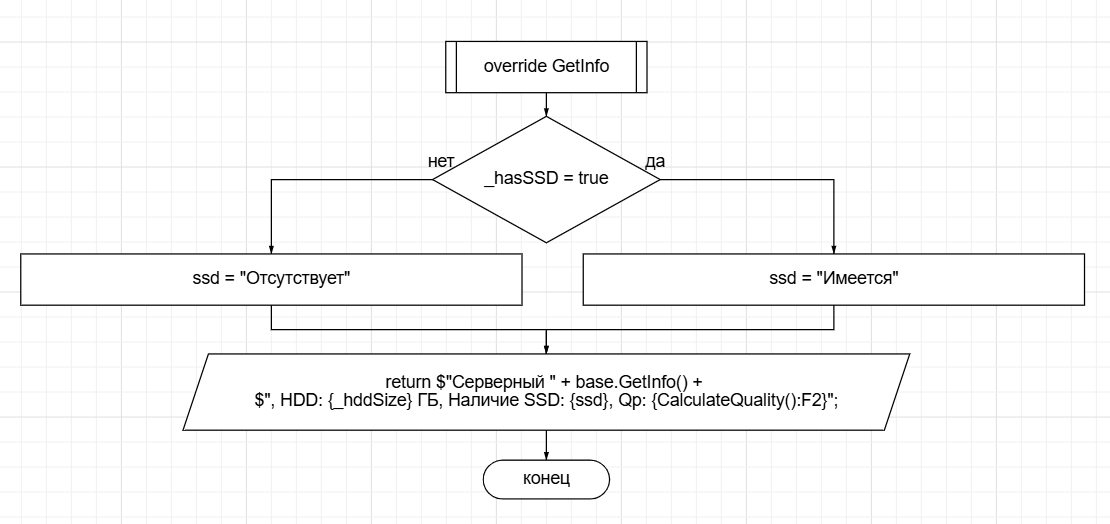 override GetInfo
нет
да
_hasSSD = true
ssd = "Отсутствует"
ssd = "Имеется"
return $"Серверный " + base.GetInfo() +
$", HDD: {_hddSize} ГБ, Наличие SSD: {ssd}, Qp: {CalculateQuality():F2}";
конец